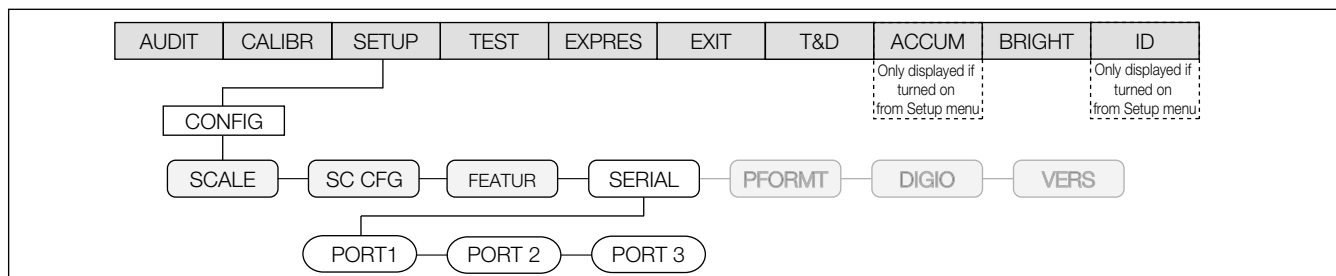 AUDIT CALIBR SETUP TEST EXPRES EXIT T&D ACCUM BRIGHT ID
Only displayed if
turned on
from Setup menu
Only displayed if
turned on
from Setup menu
CONFIG
SCALE SC CFG FEATUR SERIAL PFORMT DIGIO VERS
PORT1 PORT 2 PORT 3